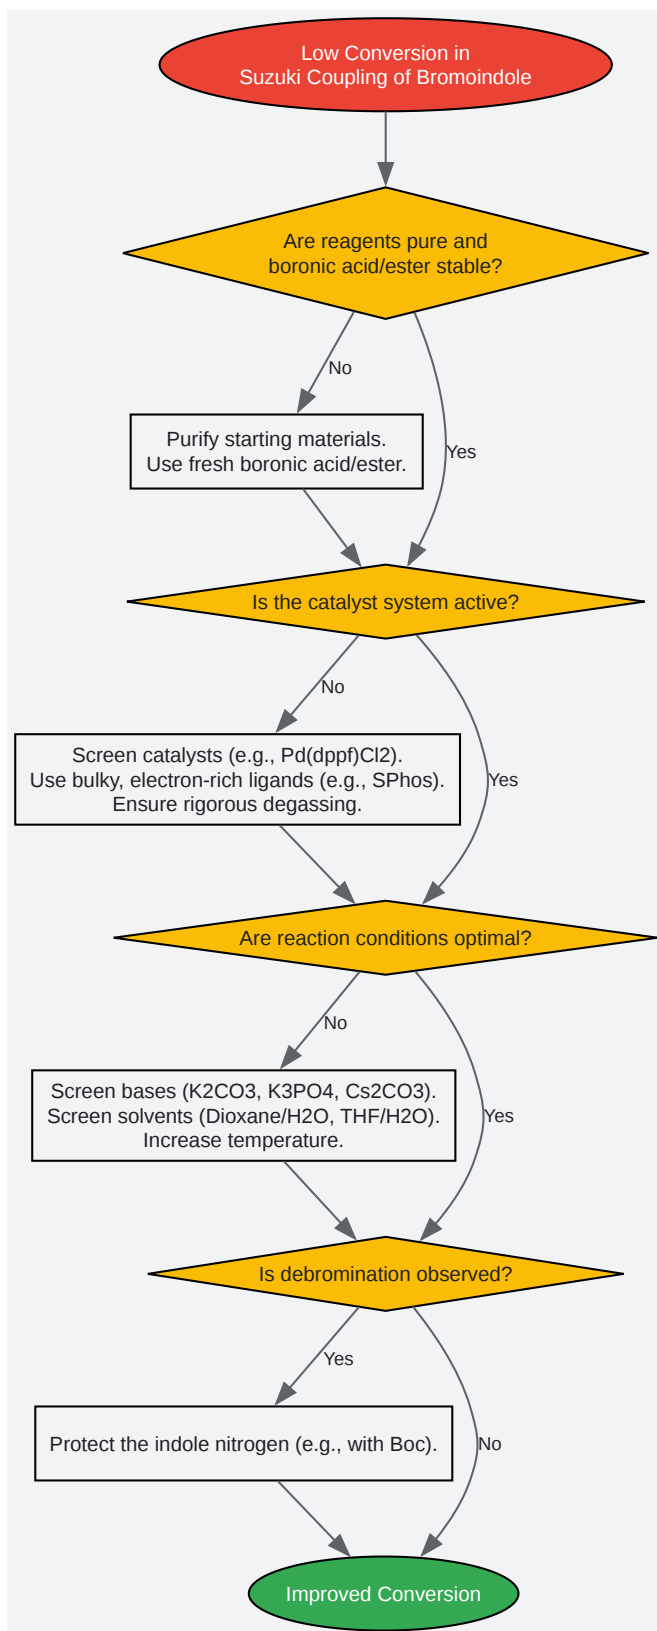 Low Conversion in
Suzuki Coupling of Bromoindole
Are reagents pure and
boronic acid/ester stable?
No
Yes
Purify starting materials.
Use fresh boronic acid/ester.
Is the catalyst system active?
No
Yes
Screen catalysts (e.g., Pd(dppf)Cl2).
Use bulky, electron-rich ligands (e.g., SPhos).
Ensure rigorous degassing.
Are reaction conditions optimal?
No
Yes
Screen bases (K2CO3, K3PO4, Cs2CO3).
Screen solvents (Dioxane/H2O, THF/H2O).
Increase temperature.
Is debromination observed?
Yes
No
Protect the indole nitrogen (e.g., with Boc).
Improved Conversion